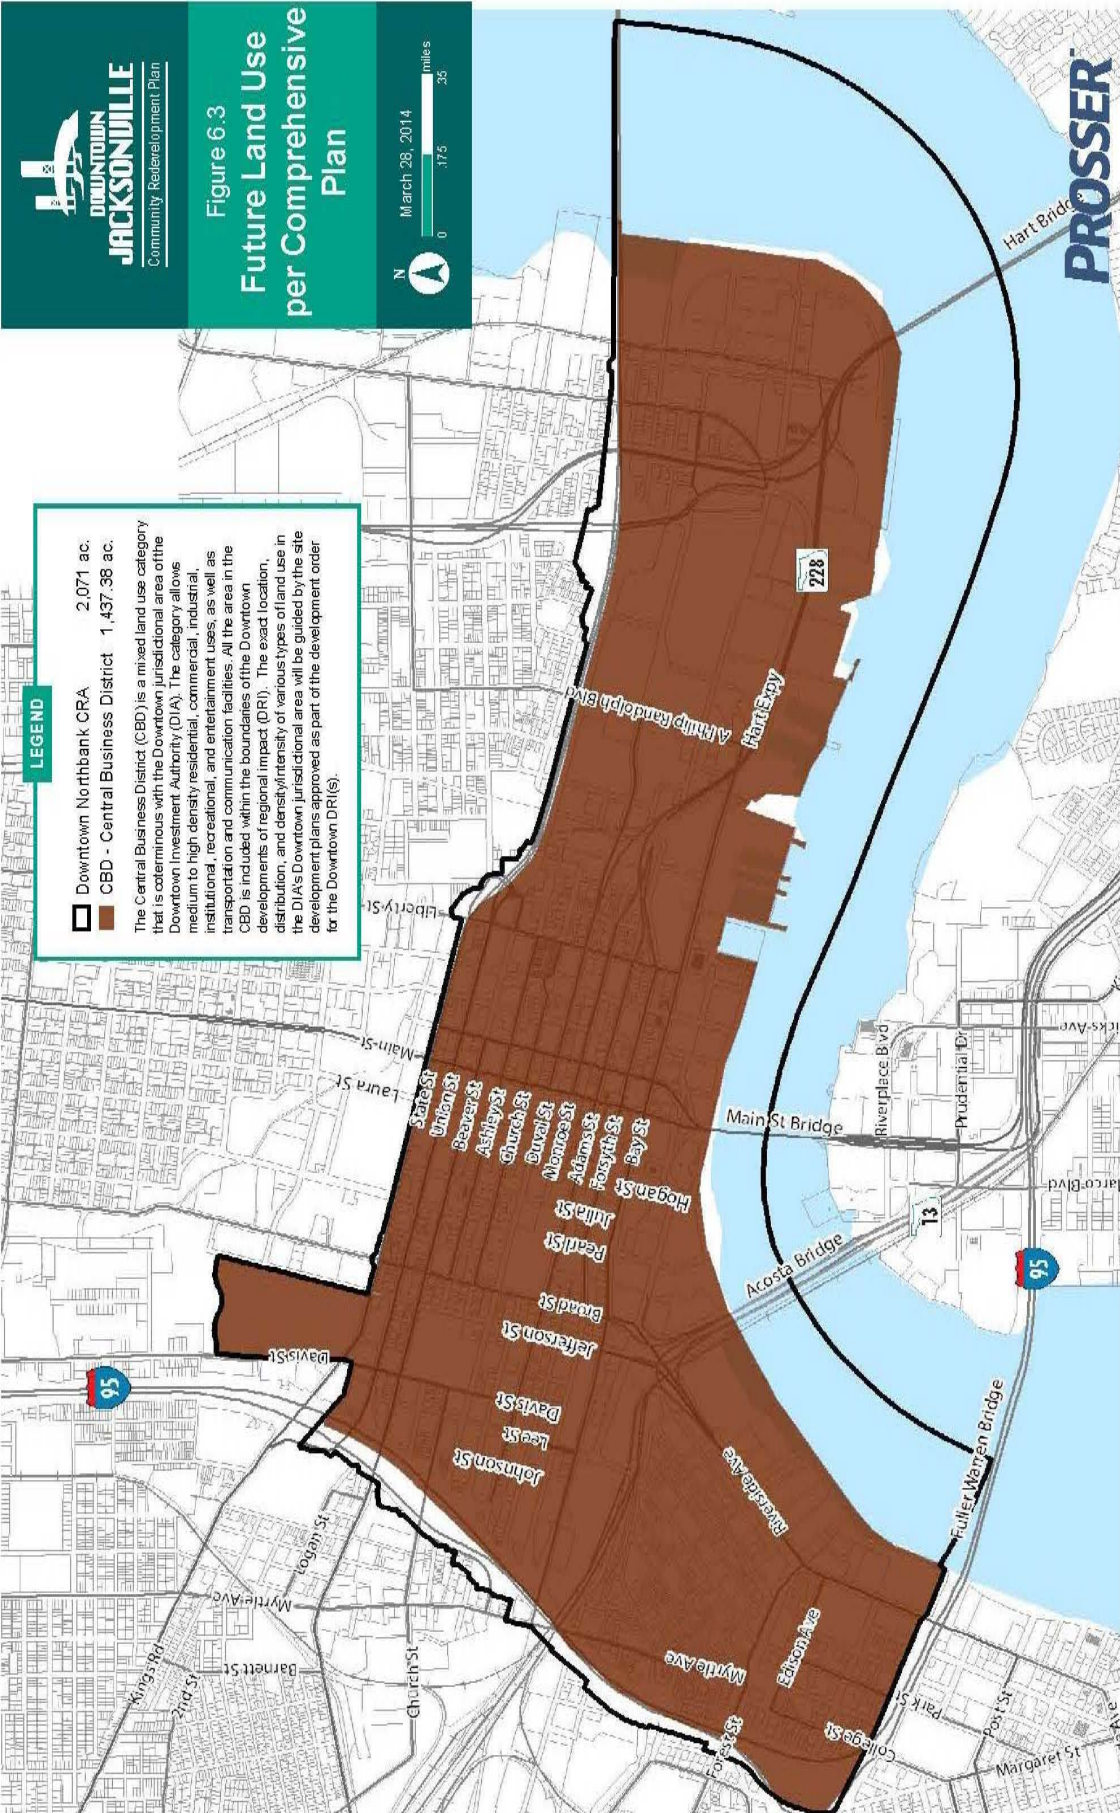 DOWNTOWN
JACKSONVILLE
Community Redevelopment Plan
Figure 6.3
Future Land Use
per Comprehensive
Plan
N
March 28, 2014
0 .175 .35 miles
LEGEND
Downtown Northbank CRA 2,071 ac.
CBD - Central Business District 1,437.38 ac.
The Central Business District (CBD) is a mixed land use category
that is coterminous with the Downtown jurisdictional area of the
Downtown Investment Authority (DIA). The category allows
medium to high density residential, commercial, industrial,
institutional, recreational, and entertainment uses, as well as
transportation and communication facilities. All the area in the
CBD is included within the boundaries of the Downtown
developments of regional impact (DRI). The exact location,
distribution, and density/intensity of various types of land use in
the DIA's Downtown jurisdictional area will be guided by the site
development plans approved as part of the development order
for the Downtown DRI(s).
95
Davis St
Kings Rd
2nd St
Barnett St
Myrtle Ave
Logan St
Church St
Laura St
Main St
Liberty St
State St
Union St
Beaver St
Ashley St
Church St
Duval St
Monroe St
Adams St
Forsyth St
Bay St
Johnson St
Lee St
Davis St
Jefferson St
Broad St
Pearl St
Julia St
Hogan St
A Philip Randolph Blvd
Hart Expy
228
Hart Bridge
Myrtle Ave
Forest St
Edison Ave
Riverside Ave
College St
Park St
Post St
Margaret St
Fuller Warren Bridge
Acosta Bridge
Main St Bridge
Riverplace Blvd
Prudential Dr
13
95
PROSSER